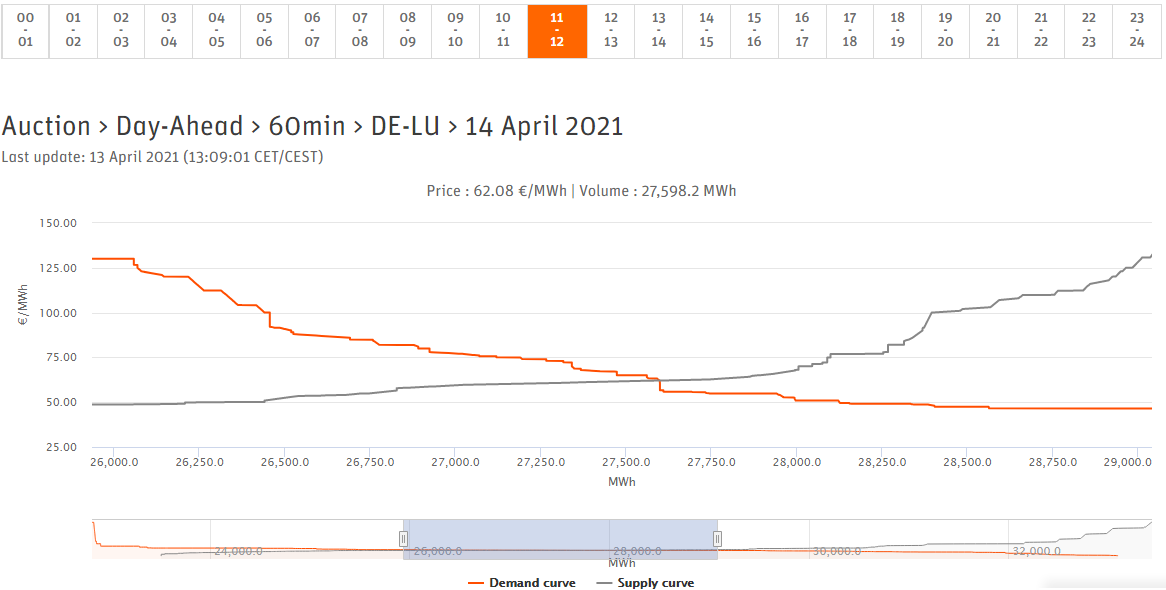 00 01 02 03 04 05 06 07 08 09 10 11 12 13 14 15 16 17 18 19 20 21 22 23
- - - - - - - - - - - - - - - - - - - - - - - -
01 02 03 04 05 06 07 08 09 10 11 12 13 14 15 16 17 18 19 20 21 22 23 24
Auction > Day-Ahead > 60min > DE-LU > 14 April 2021
Last update: 13 April 2021 (13:09:01 CET/CEST)
Price : 62.08 €/MWh | Volume : 27,598.2 MWh
€/MWh
150.00
125.00
100.00
75.00
50.00
25.00
26,000.0 26,250.0 26,500.0 26,750.0 27,000.0 27,250.0 27,500.0 27,750.0 28,000.0 28,250.0 28,500.0 28,750.0 29,000.0
MWh
24,000.0 26,000.0 28,000.0 30,000.0 32,000.0
MWh
Demand curve Supply curve